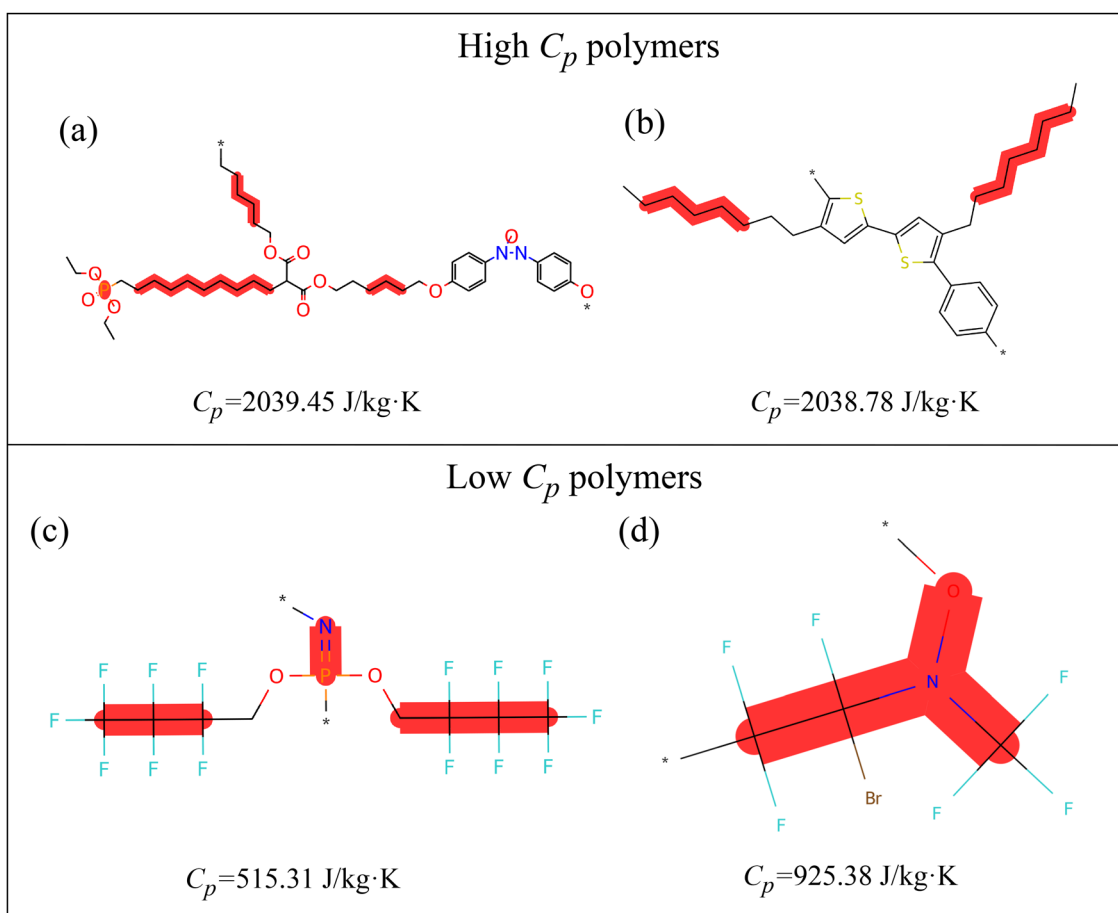 High Cp polymers
(a)
(b)
*
*
S
S
*
O
O
O
O
O
P
O
O
O
N
N
O
O
*
Cp=2039.45 J/kg·K
Cp=2038.78 J/kg·K
Low Cp polymers
(c)
(d)
*
N
P
*
O
O
F
F
F
F
F
F
F
F
F
F
F
F
F
F
*
O
F
F
N
F
*
F
Br
F
F
Cp=515.31 J/kg·K
Cp=925.38 J/kg·K